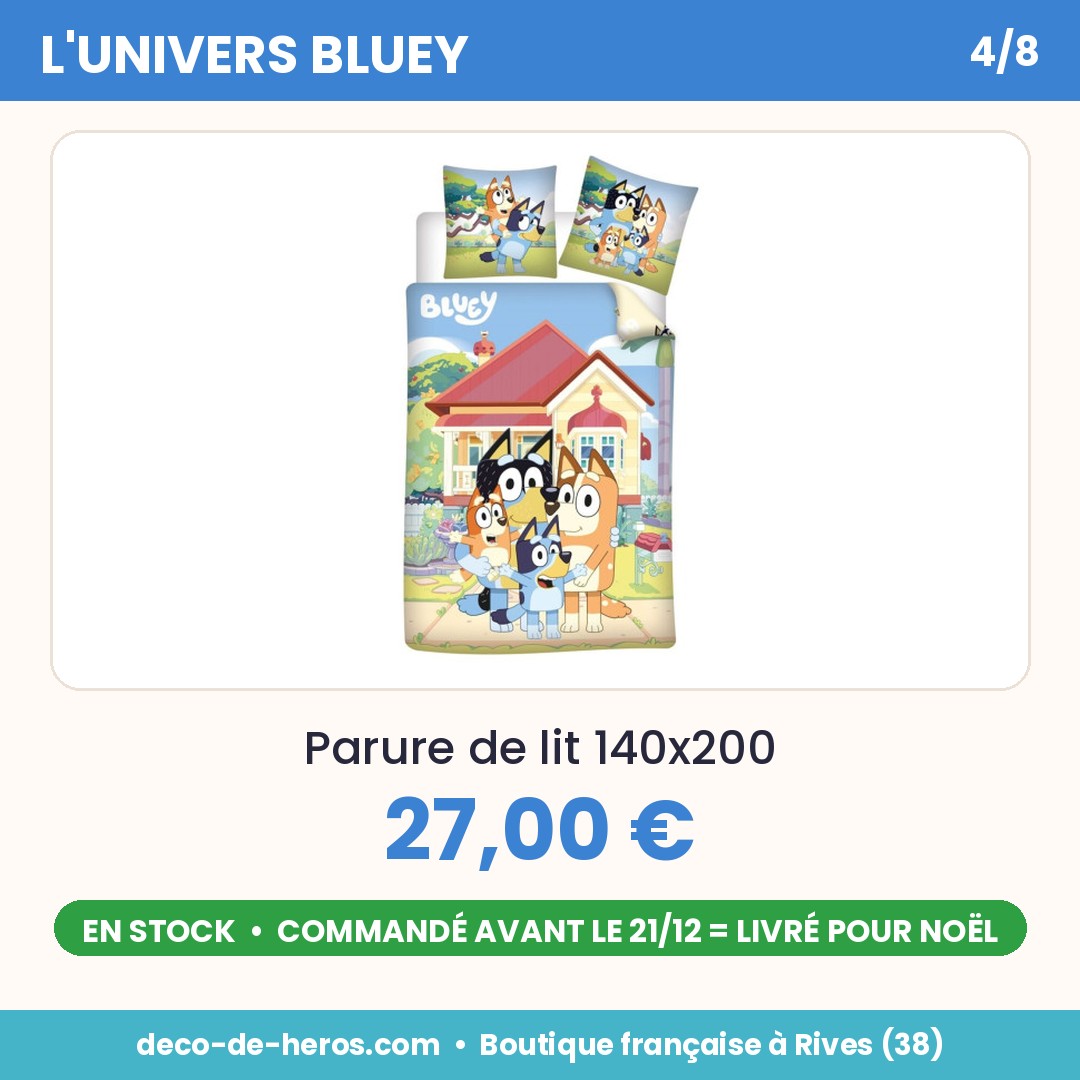 L'UNIVERS BLUEY
4/8
BLUEY
Parure de lit 140x200
27,00 €
EN STOCK • COMMANDÉ AVANT LE 21/12 = LIVRÉ POUR NOËL
deco-de-heros.com • Boutique française à Rives (38)